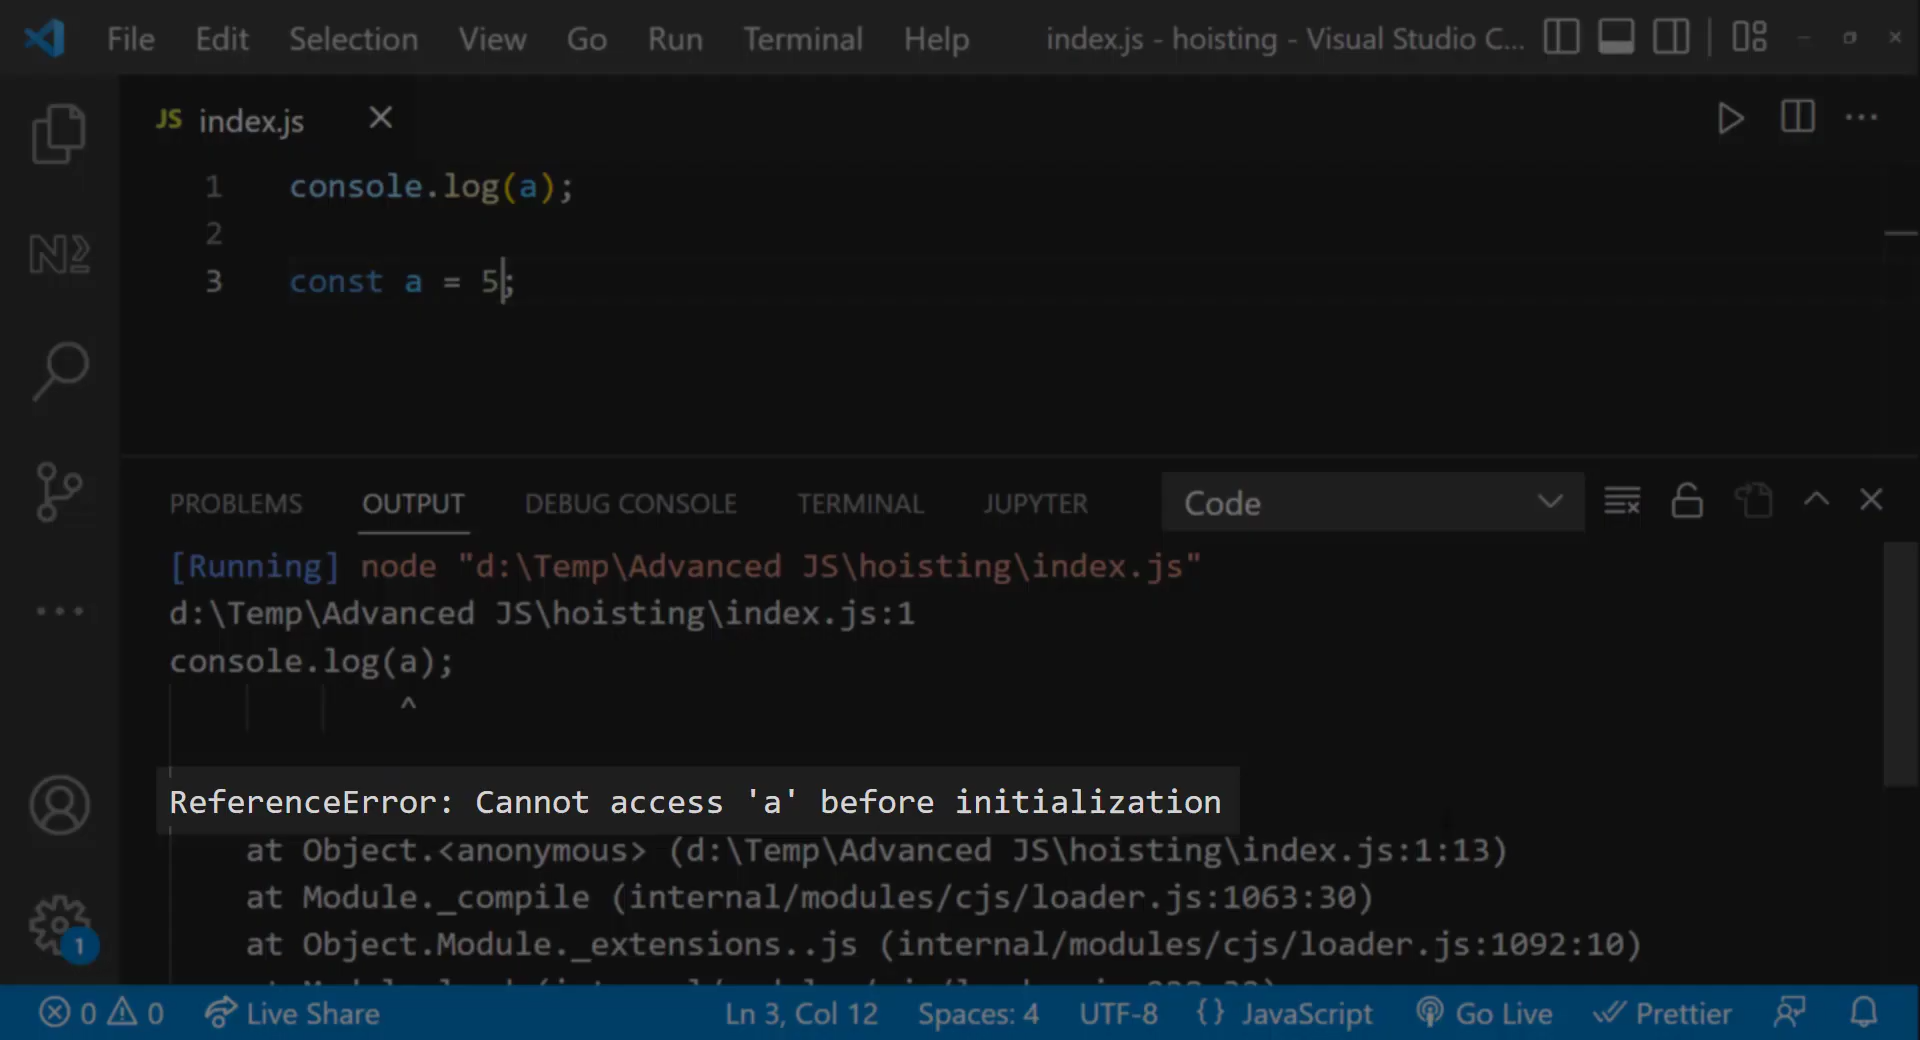 File Edit Selection View Go Run Terminal Help index.js - hoisting - Visual Studio C...
JS index.js
1 console.log(a);
2
3 const a = 5;
PROBLEMS OUTPUT DEBUG CONSOLE TERMINAL JUPYTER Code
[Running] node "d:\Temp\Advanced JS\hoisting\index.js"
d:\Temp\Advanced JS\hoisting\index.js:1
console.log(a);
^
ReferenceError: Cannot access 'a' before initialization
at Object.<anonymous> (d:\Temp\Advanced JS\hoisting\index.js:1:13)
at Module._compile (internal/modules/cjs/loader.js:1063:30)
at Object.Module._extensions..js (internal/modules/cjs/loader.js:1092:10)
1
0 0 Live Share Ln 3, Col 12 Spaces: 4 UTF-8 {} JavaScript Go Live Prettier